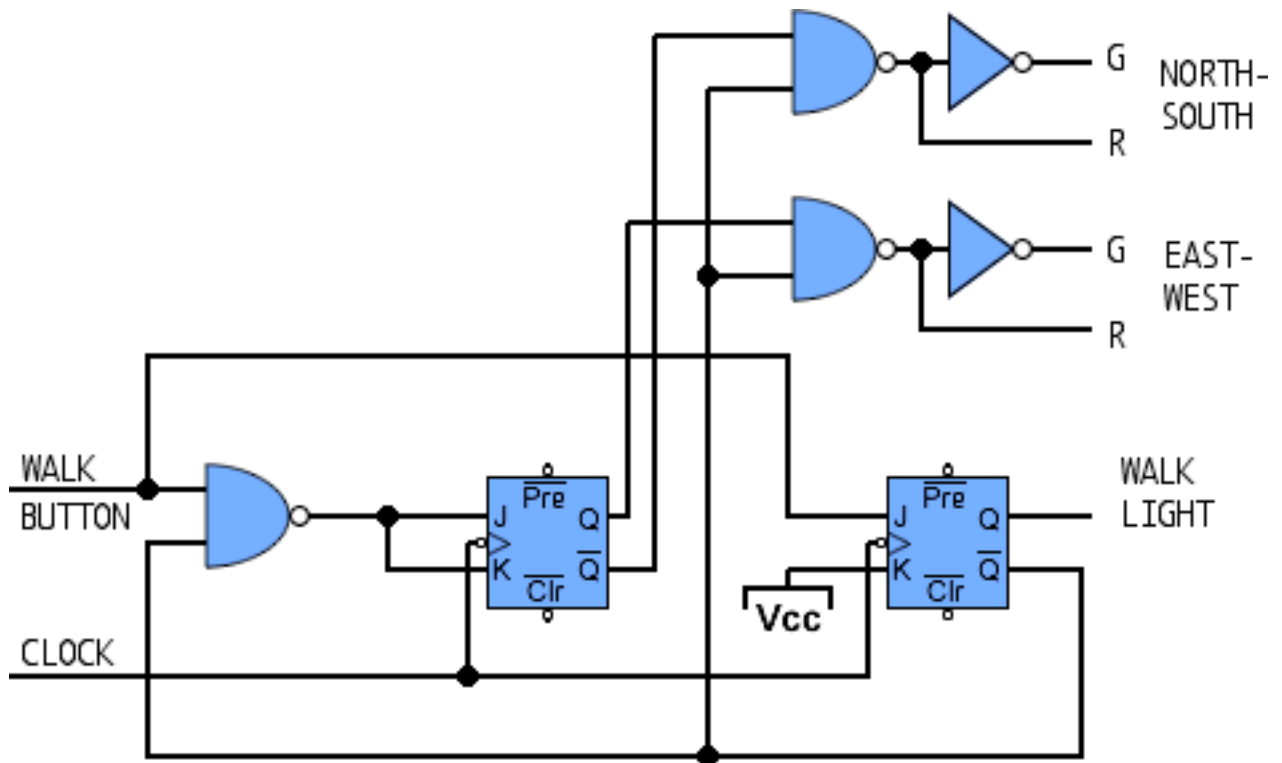 G
NORTH-
SOUTH
R
G
EAST-
WEST
R
WALK
BUTTON
Pre
J
Q
K
Q
Clr
Pre
J
Q
K
Q
Clr
WALK
LIGHT
Vcc
CLOCK